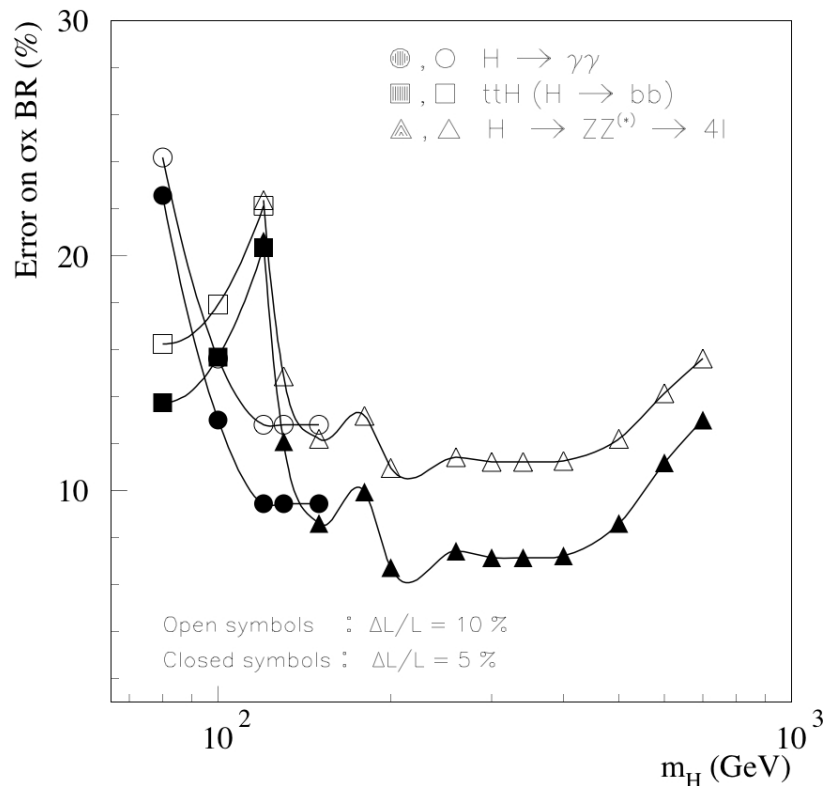 30
20
10
Error on σx BR (%)
, H → γγ
, ttH (H → bb)
, H → ZZ(*) → 4l
Open symbols : ΔL/L = 10 %
Closed symbols : ΔL/L = 5 %
10²
10³
m_H (GeV)